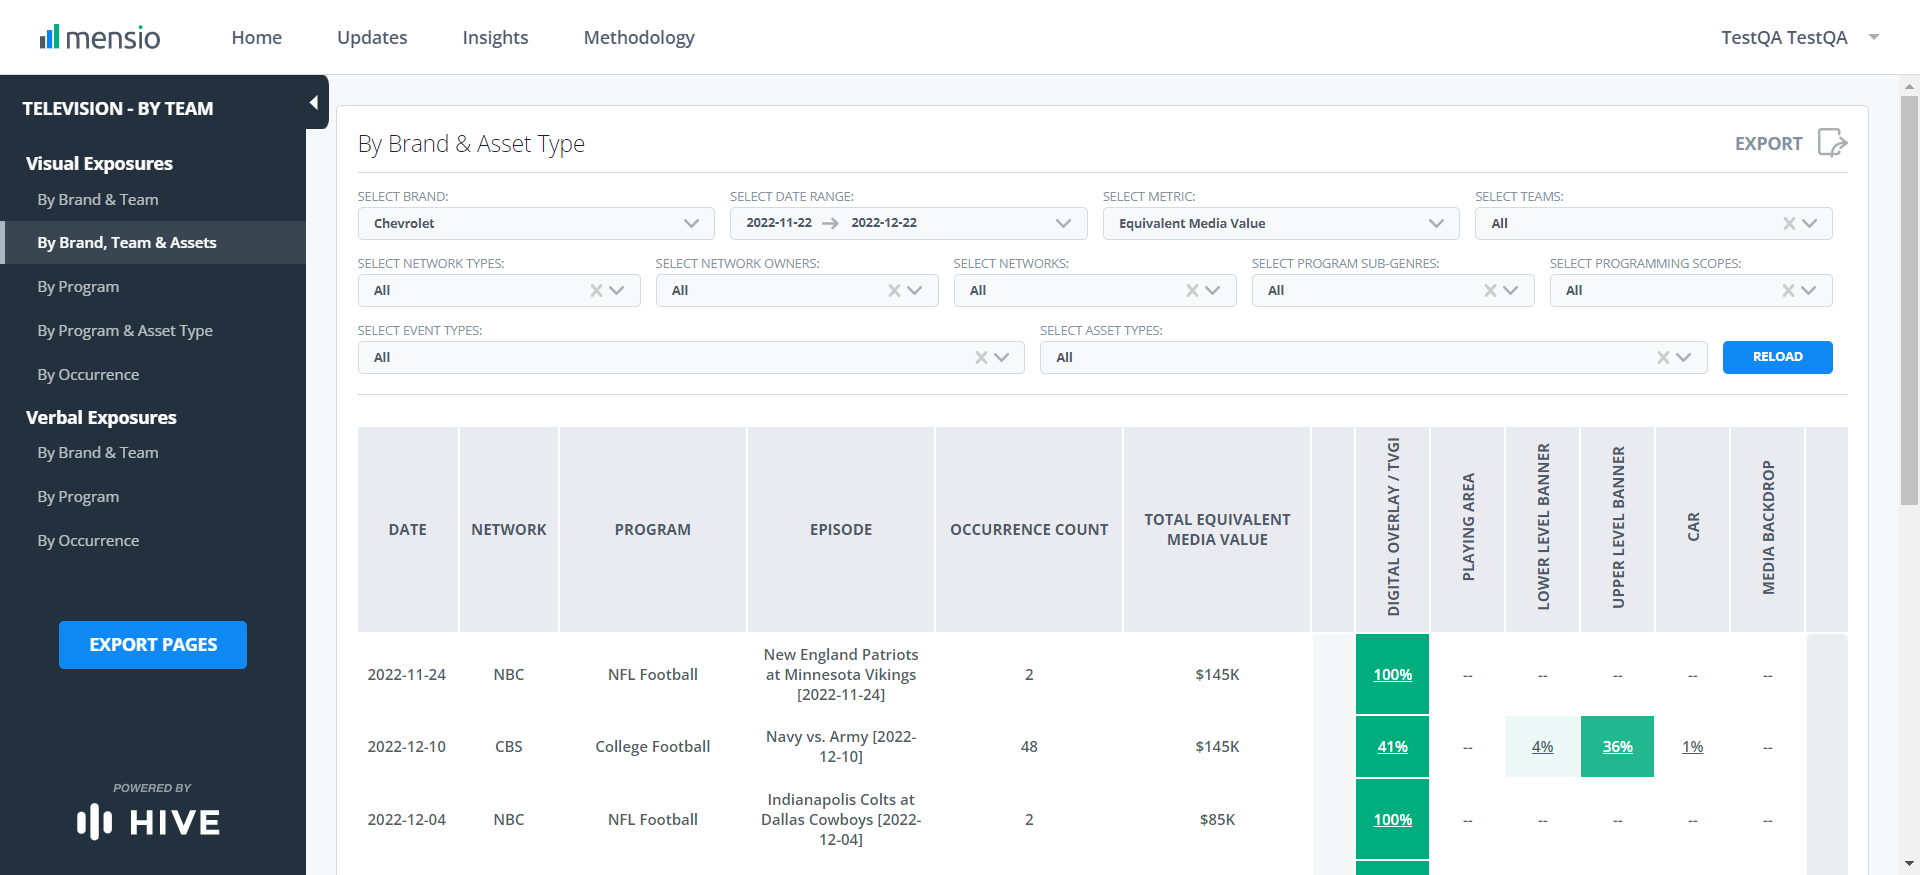 mensio
Home
Updates
Insights
Methodology
TestQA TestQA
TELEVISION - BY TEAM
Visual Exposures
By Brand & Team
By Brand, Team & Assets
By Program
By Program & Asset Type
By Occurrence
Verbal Exposures
By Brand & Team
By Program
By Occurrence
EXPORT PAGES
POWERED BY
HIVE
By Brand & Asset Type
EXPORT
SELECT BRAND:
Chevrolet
SELECT DATE RANGE:
2022-11-22 → 2022-12-22
SELECT METRIC:
Equivalent Media Value
SELECT TEAMS:
All
SELECT NETWORK TYPES:
All
SELECT NETWORK OWNERS:
All
SELECT NETWORKS:
All
SELECT PROGRAM SUB-GENRES:
All
SELECT PROGRAMMING SCOPES:
All
SELECT EVENT TYPES:
All
SELECT ASSET TYPES:
All
RELOAD
DATE
NETWORK
PROGRAM
EPISODE
OCCURRENCE COUNT
TOTAL EQUIVALENT
MEDIA VALUE
DIGITAL OVERLAY / TVGI
PLAYING AREA
LOWER LEVEL BANNER
UPPER LEVEL BANNER
CAR
MEDIA BACKDROP
2022-11-24
NBC
NFL Football
New England Patriots
at Minnesota Vikings
[2022-11-24]
2
$145K
100%
--
--
--
--
--
2022-12-10
CBS
College Football
Navy vs. Army [2022-
12-10]
48
$145K
41%
--
4%
36%
1%
--
2022-12-04
NBC
NFL Football
Indianapolis Colts at
Dallas Cowboys [2022-
12-04]
2
$85K
100%
--
--
--
--
--